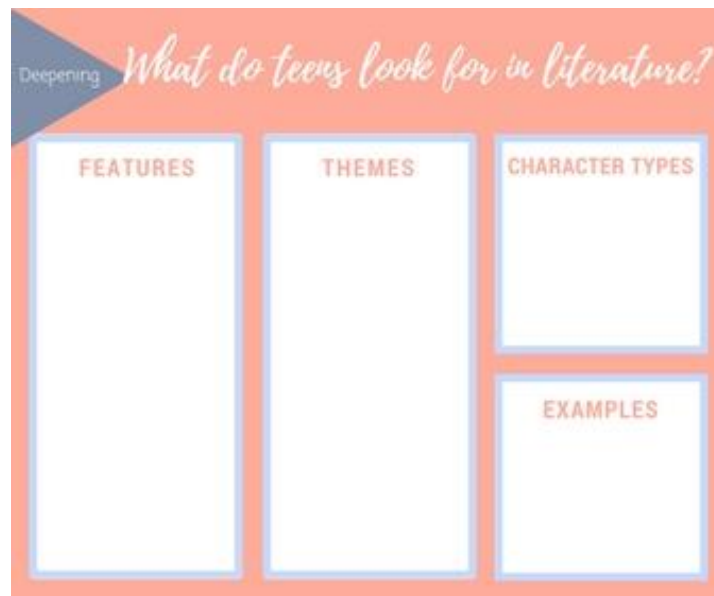 Deepening
What do teens look for in literature?
FEATURES
THEMES
CHARACTER TYPES
EXAMPLES